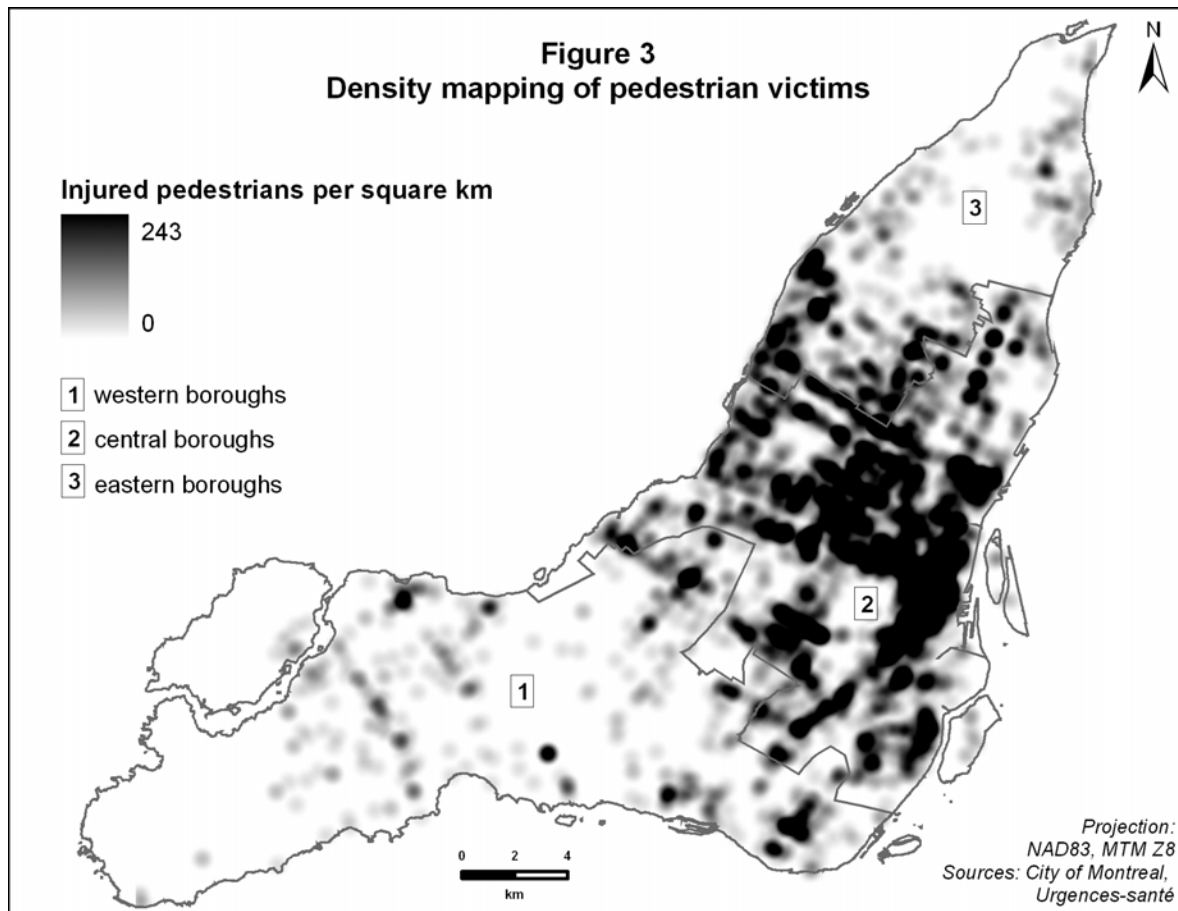 Figure 3
Density mapping of pedestrian victims
N
Injured pedestrians per square km
243
0
1 western boroughs
2 central boroughs
3 eastern boroughs
3
2
1
0 2 4
km
Projection:
NAD83, MTM Z8
Sources: City of Montreal,
Urgences-santé